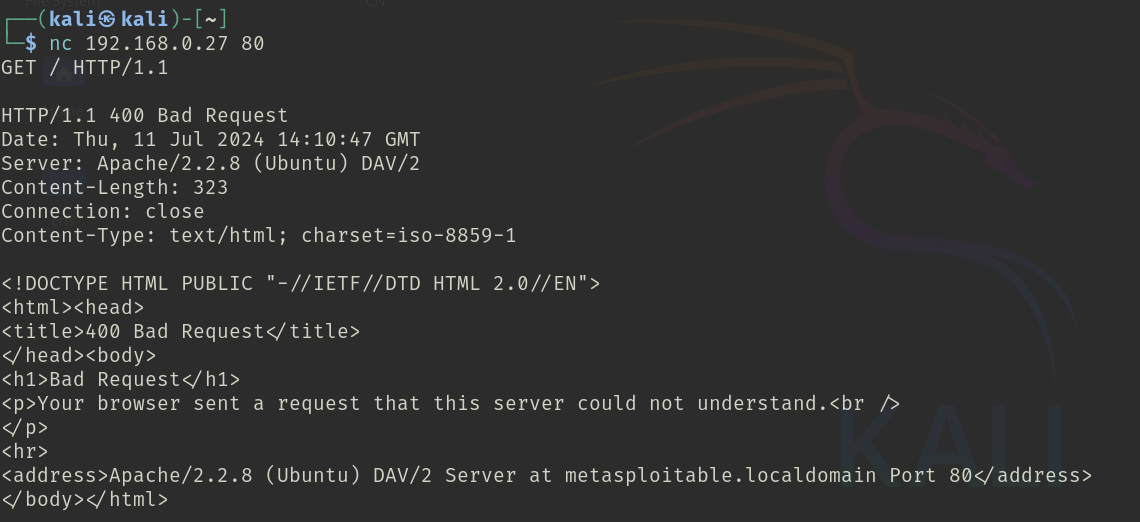 ┌──(kali㉿kali)-[~]
└─$ nc 192.168.0.27 80
GET / HTTP/1.1

HTTP/1.1 400 Bad Request
Date: Thu, 11 Jul 2024 14:10:47 GMT
Server: Apache/2.2.8 (Ubuntu) DAV/2
Content-Length: 323
Connection: close
Content-Type: text/html; charset=iso-8859-1

<!DOCTYPE HTML PUBLIC "-//IETF//DTD HTML 2.0//EN">
<html><head>
<title>400 Bad Request</title>
</head><body>
<h1>Bad Request</h1>
<p>Your browser sent a request that this server could not understand.<br />
</p>
<hr>
<address>Apache/2.2.8 (Ubuntu) DAV/2 Server at metasploitable.localdomain Port 80</address>
</body></html>
KALI